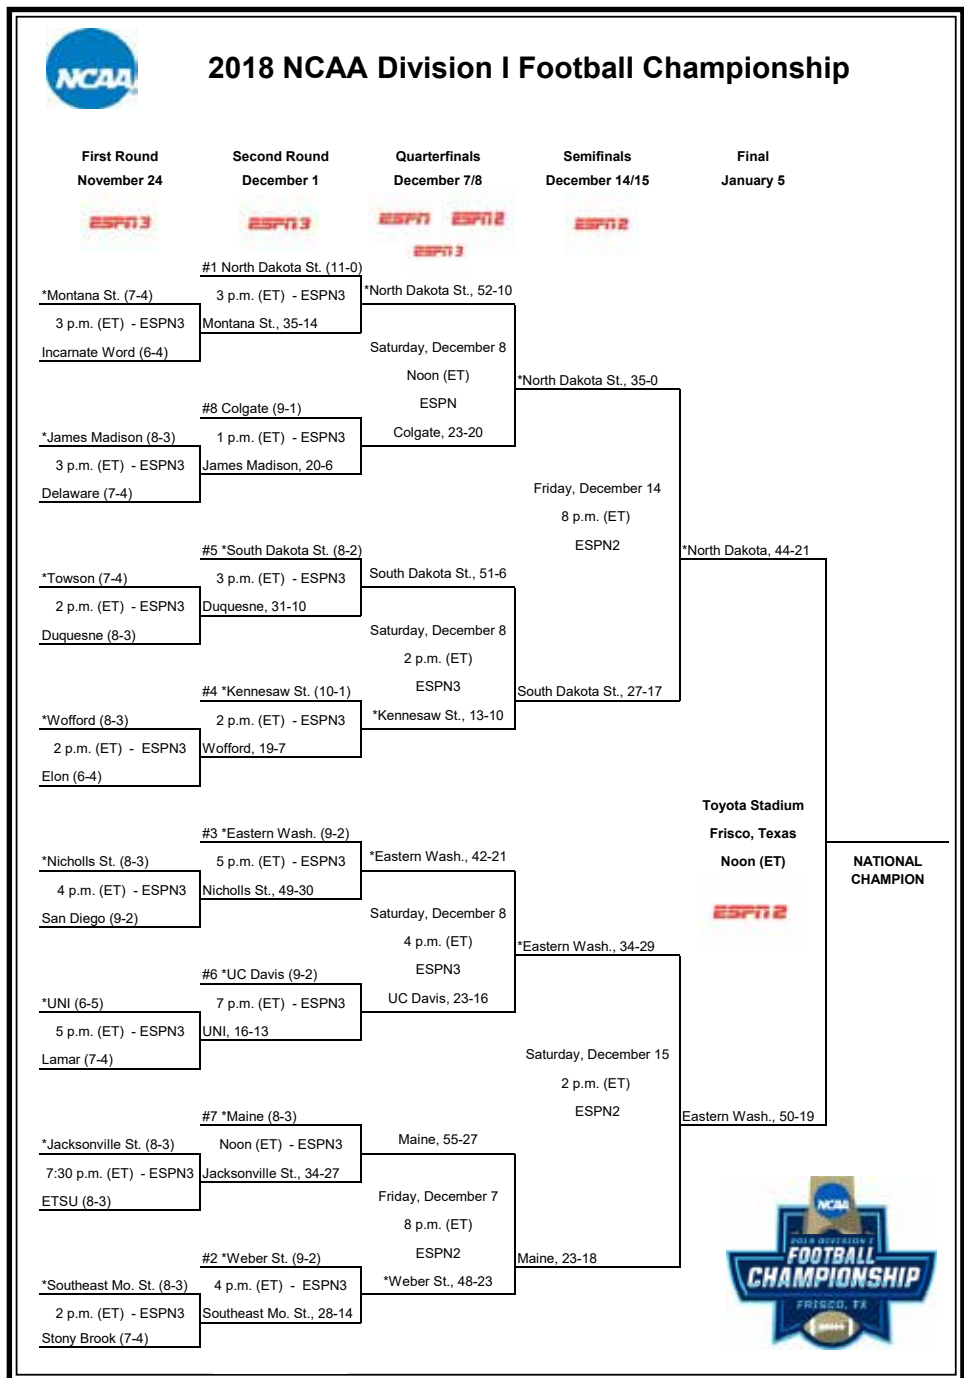 NCAA
2018 NCAA Division I Football Championship
First Round
November 24
ESPN 3
Second Round
December 1
ESPN 3
Quarterfinals
December 7/8
ESPN ESPN 2
ESPN 3
Semifinals
December 14/15
ESPN 2
Final
January 5
*Montana St. (7-4)
3 p.m. (ET) - ESPN3
Incarnate Word (6-4)
*James Madison (8-3)
3 p.m. (ET) - ESPN3
Delaware (7-4)
*Towson (7-4)
2 p.m. (ET) - ESPN3
Duquesne (8-3)
*Wofford (8-3)
2 p.m. (ET) - ESPN3
Elon (6-4)
*Nicholls St. (8-3)
4 p.m. (ET) - ESPN3
San Diego (9-2)
*UNI (6-5)
5 p.m. (ET) - ESPN3
Lamar (7-4)
*Jacksonville St. (8-3)
7:30 p.m. (ET) - ESPN3
ETSU (8-3)
*Southeast Mo. St. (8-3)
2 p.m. (ET) - ESPN3
Stony Brook (7-4)
#1 North Dakota St. (11-0)
3 p.m. (ET) - ESPN3
Montana St., 35-14
#8 Colgate (9-1)
1 p.m. (ET) - ESPN3
James Madison, 20-6
#5 *South Dakota St. (8-2)
3 p.m. (ET) - ESPN3
Duquesne, 31-10
#4 *Kennesaw St. (10-1)
2 p.m. (ET) - ESPN3
Wofford, 19-7
#3 *Eastern Wash. (9-2)
5 p.m. (ET) - ESPN3
Nicholls St., 49-30
#6 *UC Davis (9-2)
7 p.m. (ET) - ESPN3
UNI, 16-13
#7 *Maine (8-3)
Noon (ET) - ESPN3
Jacksonville St., 34-27
#2 *Weber St. (9-2)
4 p.m. (ET) - ESPN3
Southeast Mo. St., 28-14
*North Dakota St., 52-10
Saturday, December 8
Noon (ET)
ESPN
Colgate, 23-20
South Dakota St., 51-6
Saturday, December 8
2 p.m. (ET)
ESPN3
*Kennesaw St., 13-10
*Eastern Wash., 42-21
Saturday, December 8
4 p.m. (ET)
ESPN3
UC Davis, 23-16
Maine, 55-27
Friday, December 7
8 p.m. (ET)
ESPN2
*Weber St., 48-23
*North Dakota St., 35-0
Friday, December 14
8 p.m. (ET)
ESPN2
South Dakota St., 27-17
*Eastern Wash., 34-29
Saturday, December 15
2 p.m. (ET)
ESPN2
Maine, 23-18
*North Dakota, 44-21
Toyota Stadium
Frisco, Texas
Noon (ET)
ESPN 2
Eastern Wash., 50-19
NATIONAL
CHAMPION
NCAA
2018 DIVISION I
FOOTBALL
CHAMPIONSHIP
FRISCO, TX